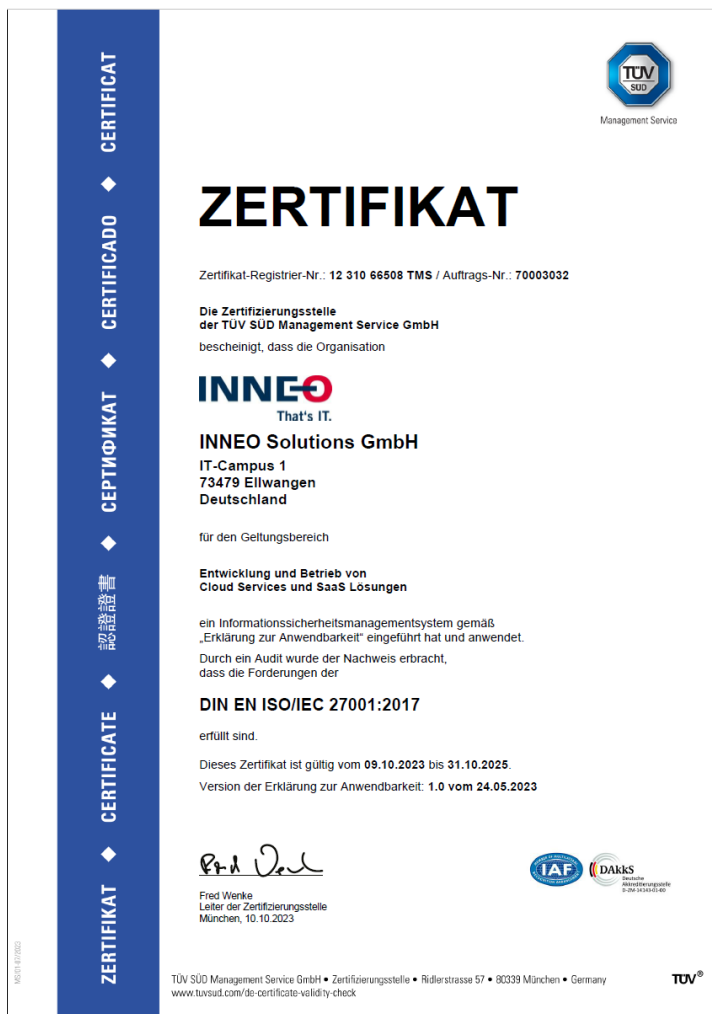 ZERTIFIKAT ◆ CERTIFICATE ◆ 認證證書 ◆ СЕРТИФИКАТ ◆ CERTIFICADO ◆ CERTIFICAT
TÜV
SÜD
Management Service
ZERTIFIKAT
Zertifikat-Registrier-Nr.: 12 310 66508 TMS / Auftrags-Nr.: 70003032
Die Zertifizierungsstelle
der TÜV SÜD Management Service GmbH
bescheinigt, dass die Organisation
INNEO
That's IT.
INNEO Solutions GmbH
IT-Campus 1
73479 Ellwangen
Deutschland
für den Geltungsbereich
Entwicklung und Betrieb von
Cloud Services und SaaS Lösungen
ein Informationssicherheitsmanagementsystem gemäß
„Erklärung zur Anwendbarkeit“ eingeführt hat und anwendet.
Durch ein Audit wurde der Nachweis erbracht,
dass die Forderungen der
DIN EN ISO/IEC 27001:2017
erfüllt sind.
Dieses Zertifikat ist gültig vom 09.10.2023 bis 31.10.2025.
Version der Erklärung zur Anwendbarkeit: 1.0 vom 24.05.2023
Fred Wenke
Leiter der Zertifizierungsstelle
München, 10.10.2023
IAF
DAkkS
Deutsche
Akkreditierungsstelle
D-ZM-14143-01-00
TÜV SÜD Management Service GmbH • Zertifizierungsstelle • Ridlerstrasse 57 • 80339 München • Germany
www.tuvsud.com/de-certificate-validity-check
TÜV®